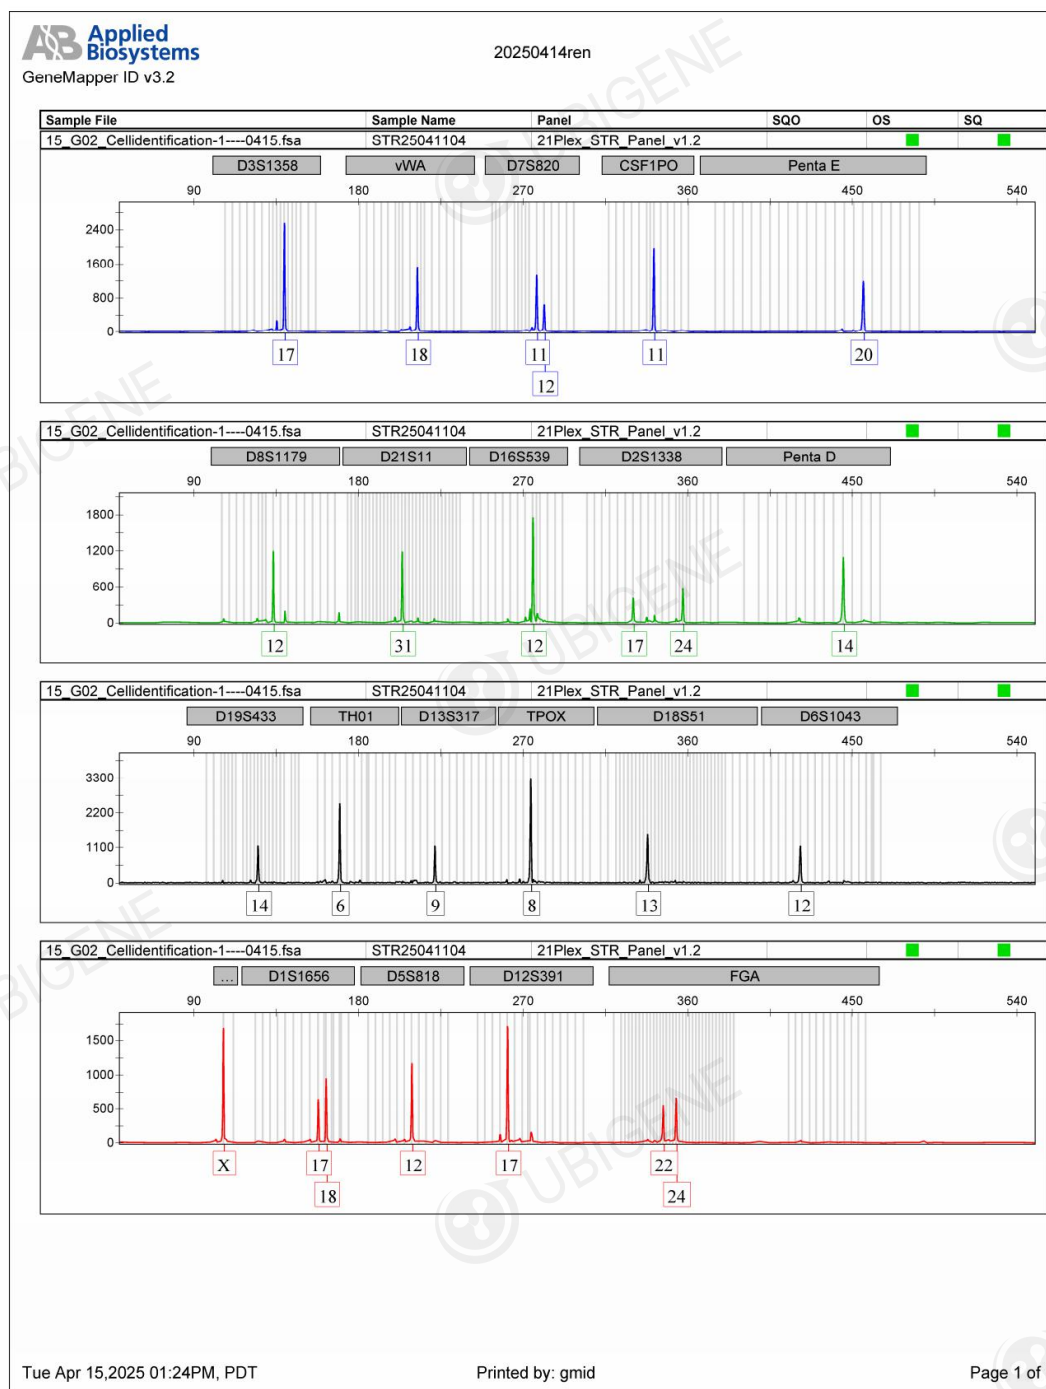 Applied
Biosystems
20250414ren
GeneMapper ID v3.2
Sample File Sample Name Panel SQO OS SQ
15_G02_Cellidentification-1----0415.fsa STR25041104 21Plex_STR_Panel_v1.2
D3S1358 vWA D7S820 CSF1PO Penta E
90 180 270 360 450 540
2400
1600
800
0
17 18 11 11 20
12
15_G02_Cellidentification-1----0415.fsa STR25041104 21Plex_STR_Panel_v1.2
D8S1179 D21S11 D16S539 D2S1338 Penta D
90 180 270 360 450 540
1800
1200
600
0
12 31 12 17 24 14
15_G02_Cellidentification-1----0415.fsa STR25041104 21Plex_STR_Panel_v1.2
D19S433 TH01 D13S317 TPOX D18S51 D6S1043
90 180 270 360 450 540
3300
2200
1100
0
14 6 9 8 13 12
15_G02_Cellidentification-1----0415.fsa STR25041104 21Plex_STR_Panel_v1.2
... D1S1656 D5S818 D12S391 FGA
90 180 270 360 450 540
1500
1000
500
0
X 17 12 17 22
18 24
Tue Apr 15,2025 01:24PM, PDT Printed by: gmid Page 1 of
UBIGENE
UBIGENE
UBIGENE
UBIGENE